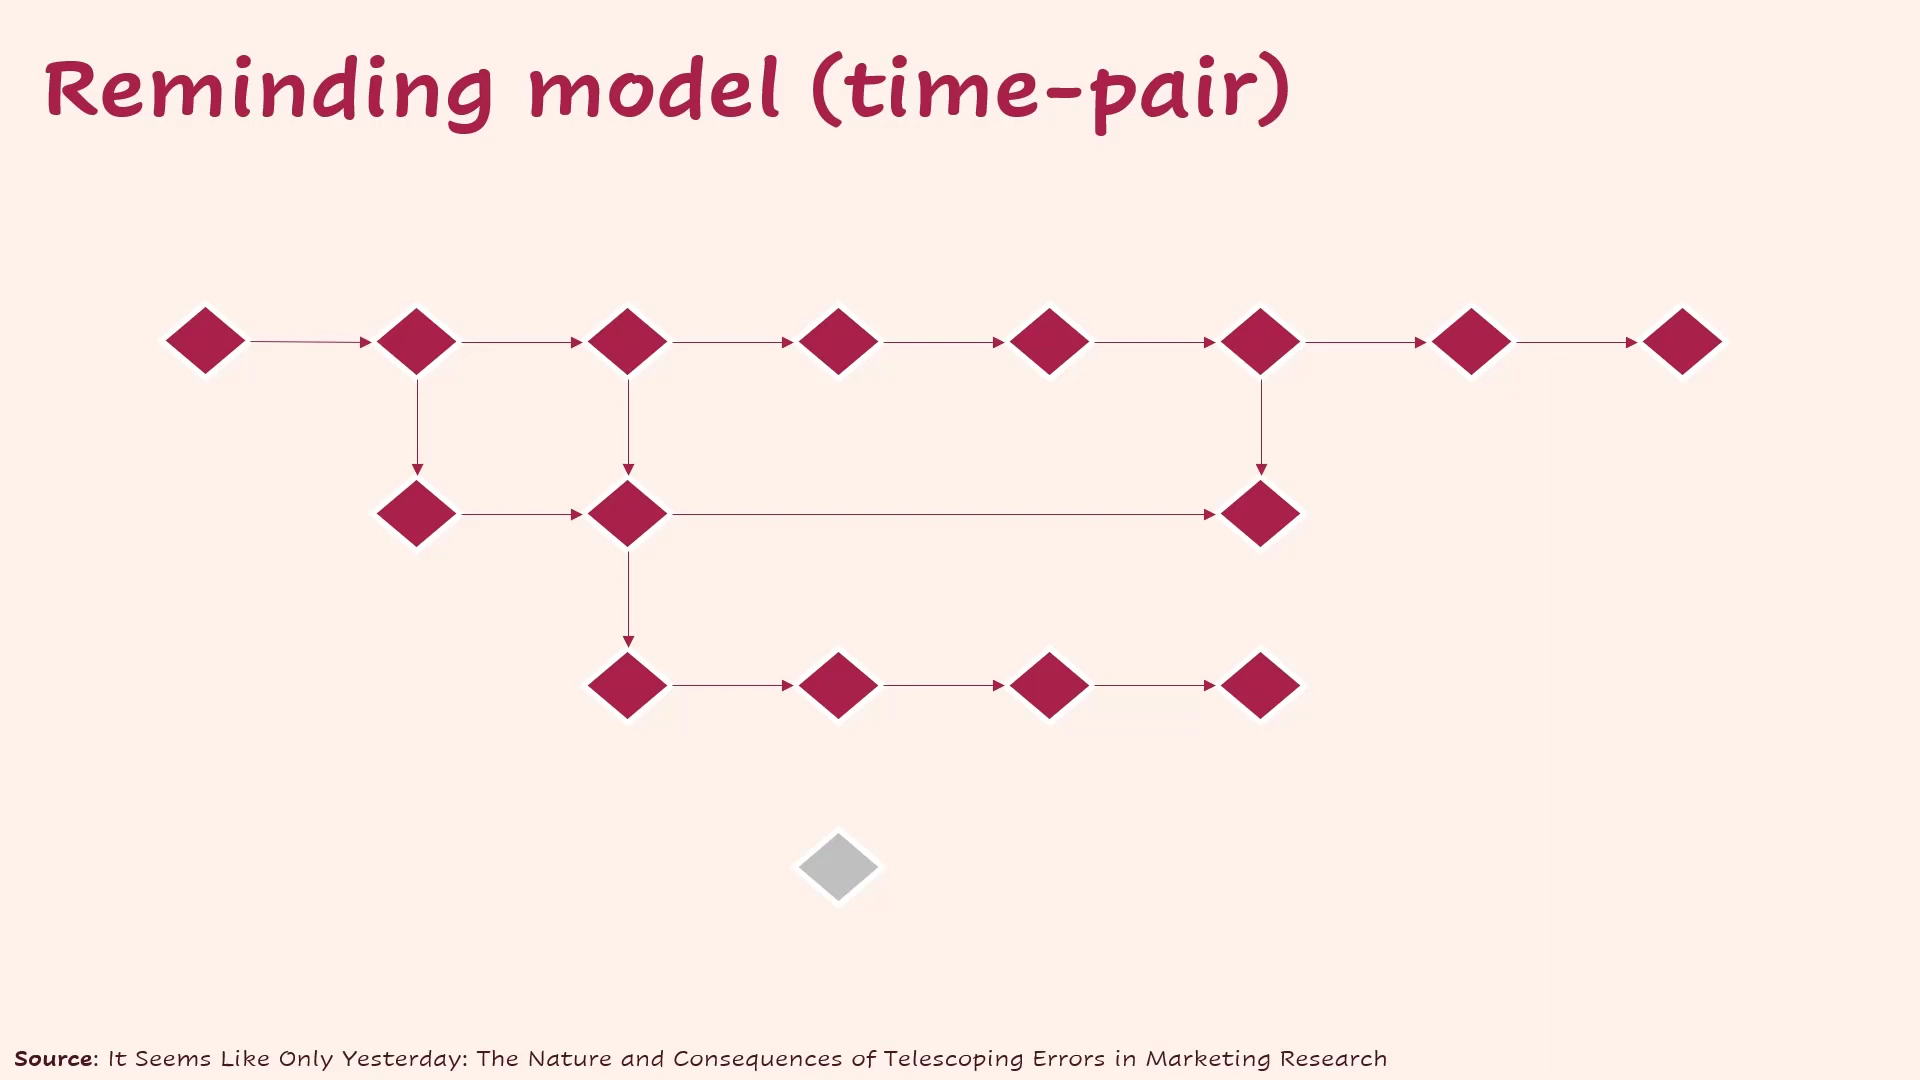 Reminding model (time-pair)
Source: It Seems Like Only Yesterday: The Nature and Consequences of Telescoping Errors in Marketing Research